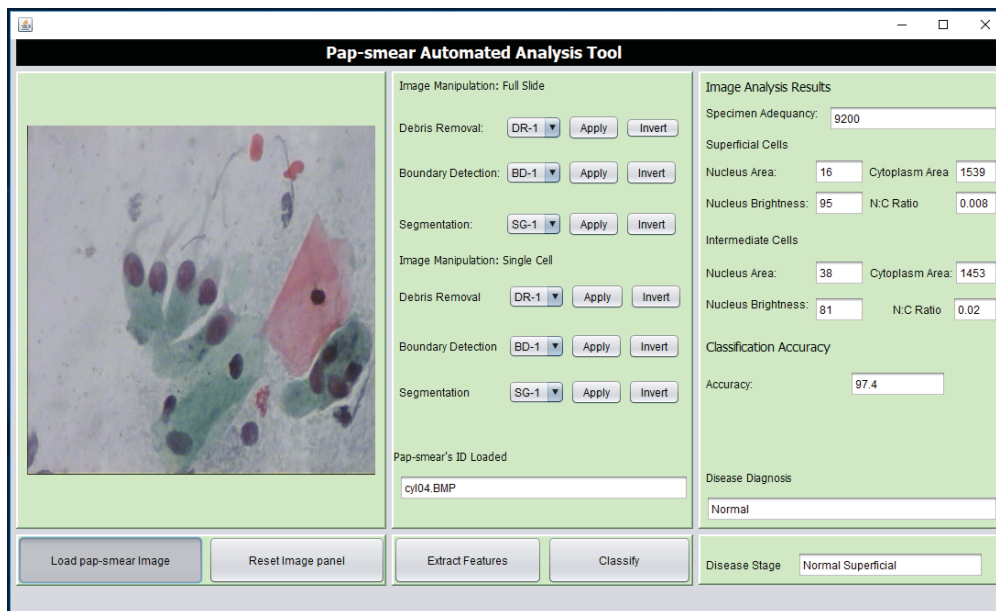 Pap-smear Automated Analysis Tool
Image Manipulation: Full Slide
Debris Removal: DR-1 Apply Invert
Boundary Detection: BD-1 Apply Invert
Segmentation: SG-1 Apply Invert
Image Manipulation: Single Cell
Debris Removal DR-1 Apply Invert
Boundary Detection BD-1 Apply Invert
Segmentation SG-1 Apply Invert
Pap-smear's ID Loaded
cyl04.BMP
Image Analysis Results
Specimen Adequancy: 9200
Superficial Cells
Nucleus Area: 16 Cytoplasm Area 1539
Nucleus Brightness: 95 N:C Ratio 0.008
Intermediate Cells
Nucleus Area: 38 Cytoplasm Area: 1453
Nucleus Brightness: 81 N:C Ratio 0.02
Classification Accuracy
Accuracy: 97.4
Disease Diagnosis
Normal
Load pap-smear Image Reset Image panel Extract Features Classify
Disease Stage Normal Superficial